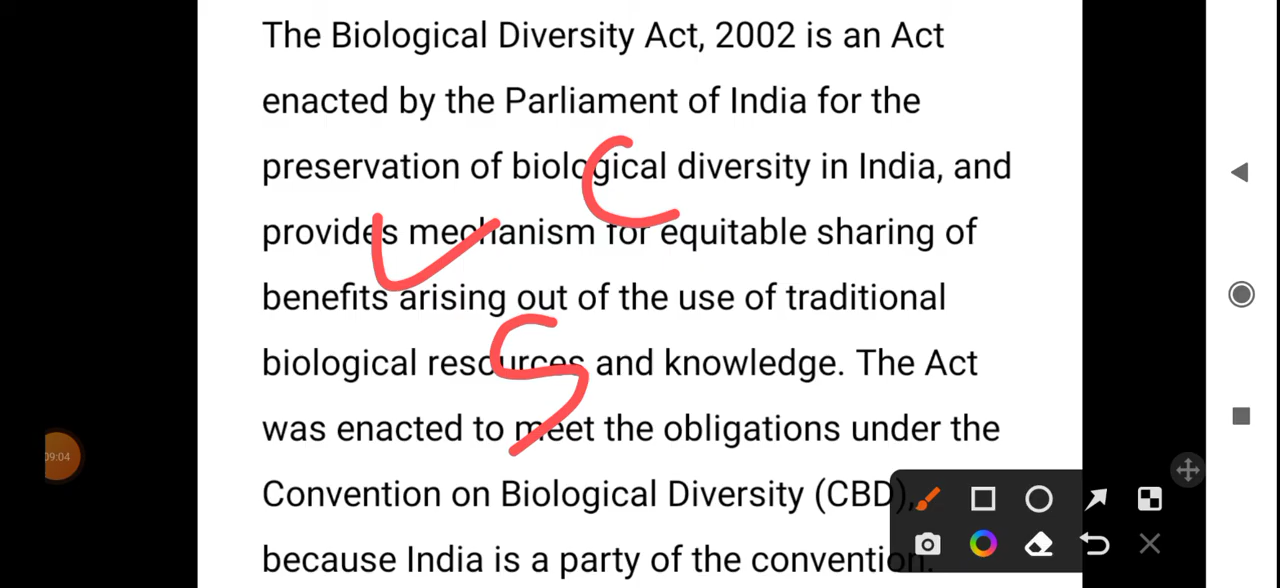 The Biological Diversity Act, 2002 is an Act
enacted by the Parliament of India for the
preservation of biological diversity in India, and
provides mechanism for equitable sharing of
benefits arising out of the use of traditional
biological resources and knowledge. The Act
was enacted to meet the obligations under the
Convention on Biological Diversity (CBD),
because India is a party of the convention.
C
S
09:04